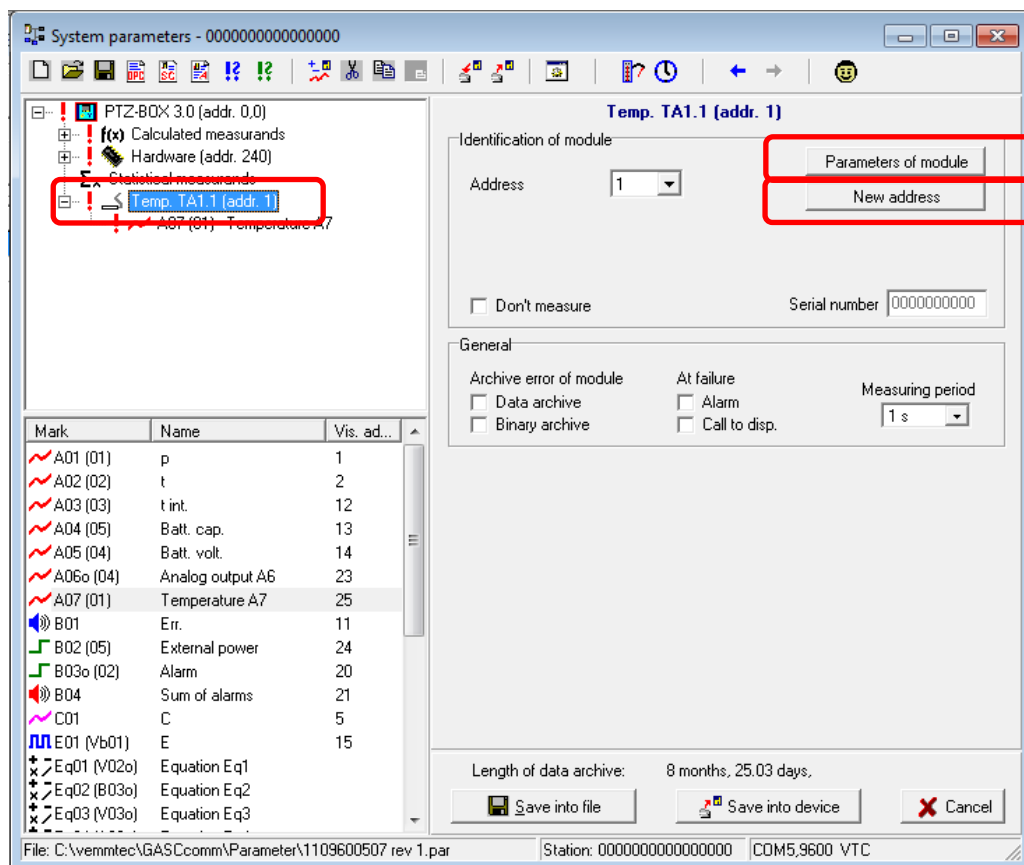 System parameters - 0000000000000000
PTZ-BOX 3.0 (addr. 0,0)
f(x) Calculated measurands
Hardware (addr. 240)
Σx Statistical measurands
Temp. TA1.1 (addr. 1)
A07 (01) - Temperature A7
Mark Name Vis. ad...
A01 (01) p 1
A02 (02) t 2
A03 (03) t int. 12
A04 (05) Batt. cap. 13
A05 (04) Batt. volt. 14
A06o (04) Analog output A6 23
A07 (01) Temperature A7 25
B01 Err. 11
B02 (05) External power 24
B03o (02) Alarm 20
B04 Sum of alarms 21
C01 C 5
E01 (Vb01) E 15
Eq01 (V02o) Equation Eq1
Eq02 (B03o) Equation Eq2
Eq03 (V03o) Equation Eq3
Temp. TA1.1 (addr. 1)
Identification of module
Parameters of module
Address 1
New address
Don't measure
Serial number 0000000000
General
Archive error of module
Data archive
Binary archive
At failure
Alarm
Call to disp.
Measuring period
1 s
Length of data archive: 8 months, 25.03 days,
Save into file
Save into device
Cancel
File: C:\vemmtec\GASCcomm\Parameter\1109600507 rev 1.par
Station: 0000000000000000
COM5,9600 VTC